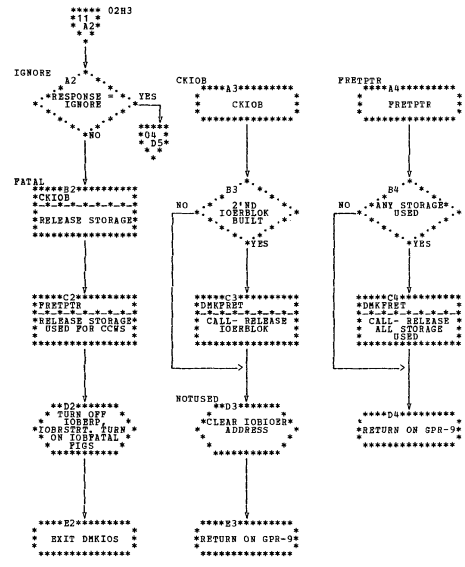 02H3
11
A2
IGNORE
A2
RESPONSE =
IGNORE
YES
NO
04
D5
FATAL
B2
CKIOB
RELEASE STORAGE
C2
FRETPTR
RELEASE STORAGE
USED FOR CCWS
D2
TURN OFF
IOBERP,
IOBRSTRT. TURN
ON IOBFATAL
FIGS
E2
EXIT DMKIOS
CKIOB
A3
CKIOB
B3
NO
2'ND
IOERBLOK
BUILT
YES
C3
DMKFRET
CALL- RELEASE
IOERBLOK
NOTUSED
D3
CLEAR IOBIOER
ADDRESS
E3
RETURN ON GPR-9
FRETPTR
A4
FRETPTR
B4
NO
ANY STORAGE
USED
YES
C4
DMKFRET
CALL- RELEASE
ALL STORAGE
USED
D4
RETURN ON GPR-9